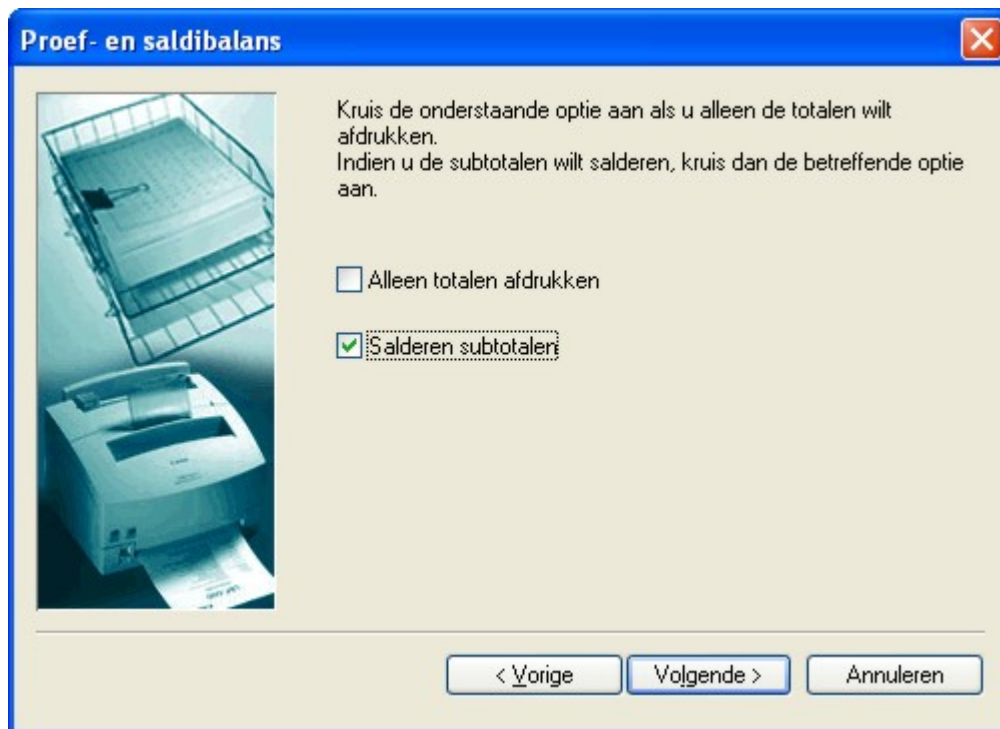 Proef- en saldibalans
Kruis de onderstaande optie aan als u alleen de totalen wilt
afdrukken.
Indien u de subtotalen wilt salderen, kruis dan de betreffende optie
aan.
Alleen totalen afdrukken
Salderen subtotalen
< Vorige
Volgende >
Annuleren